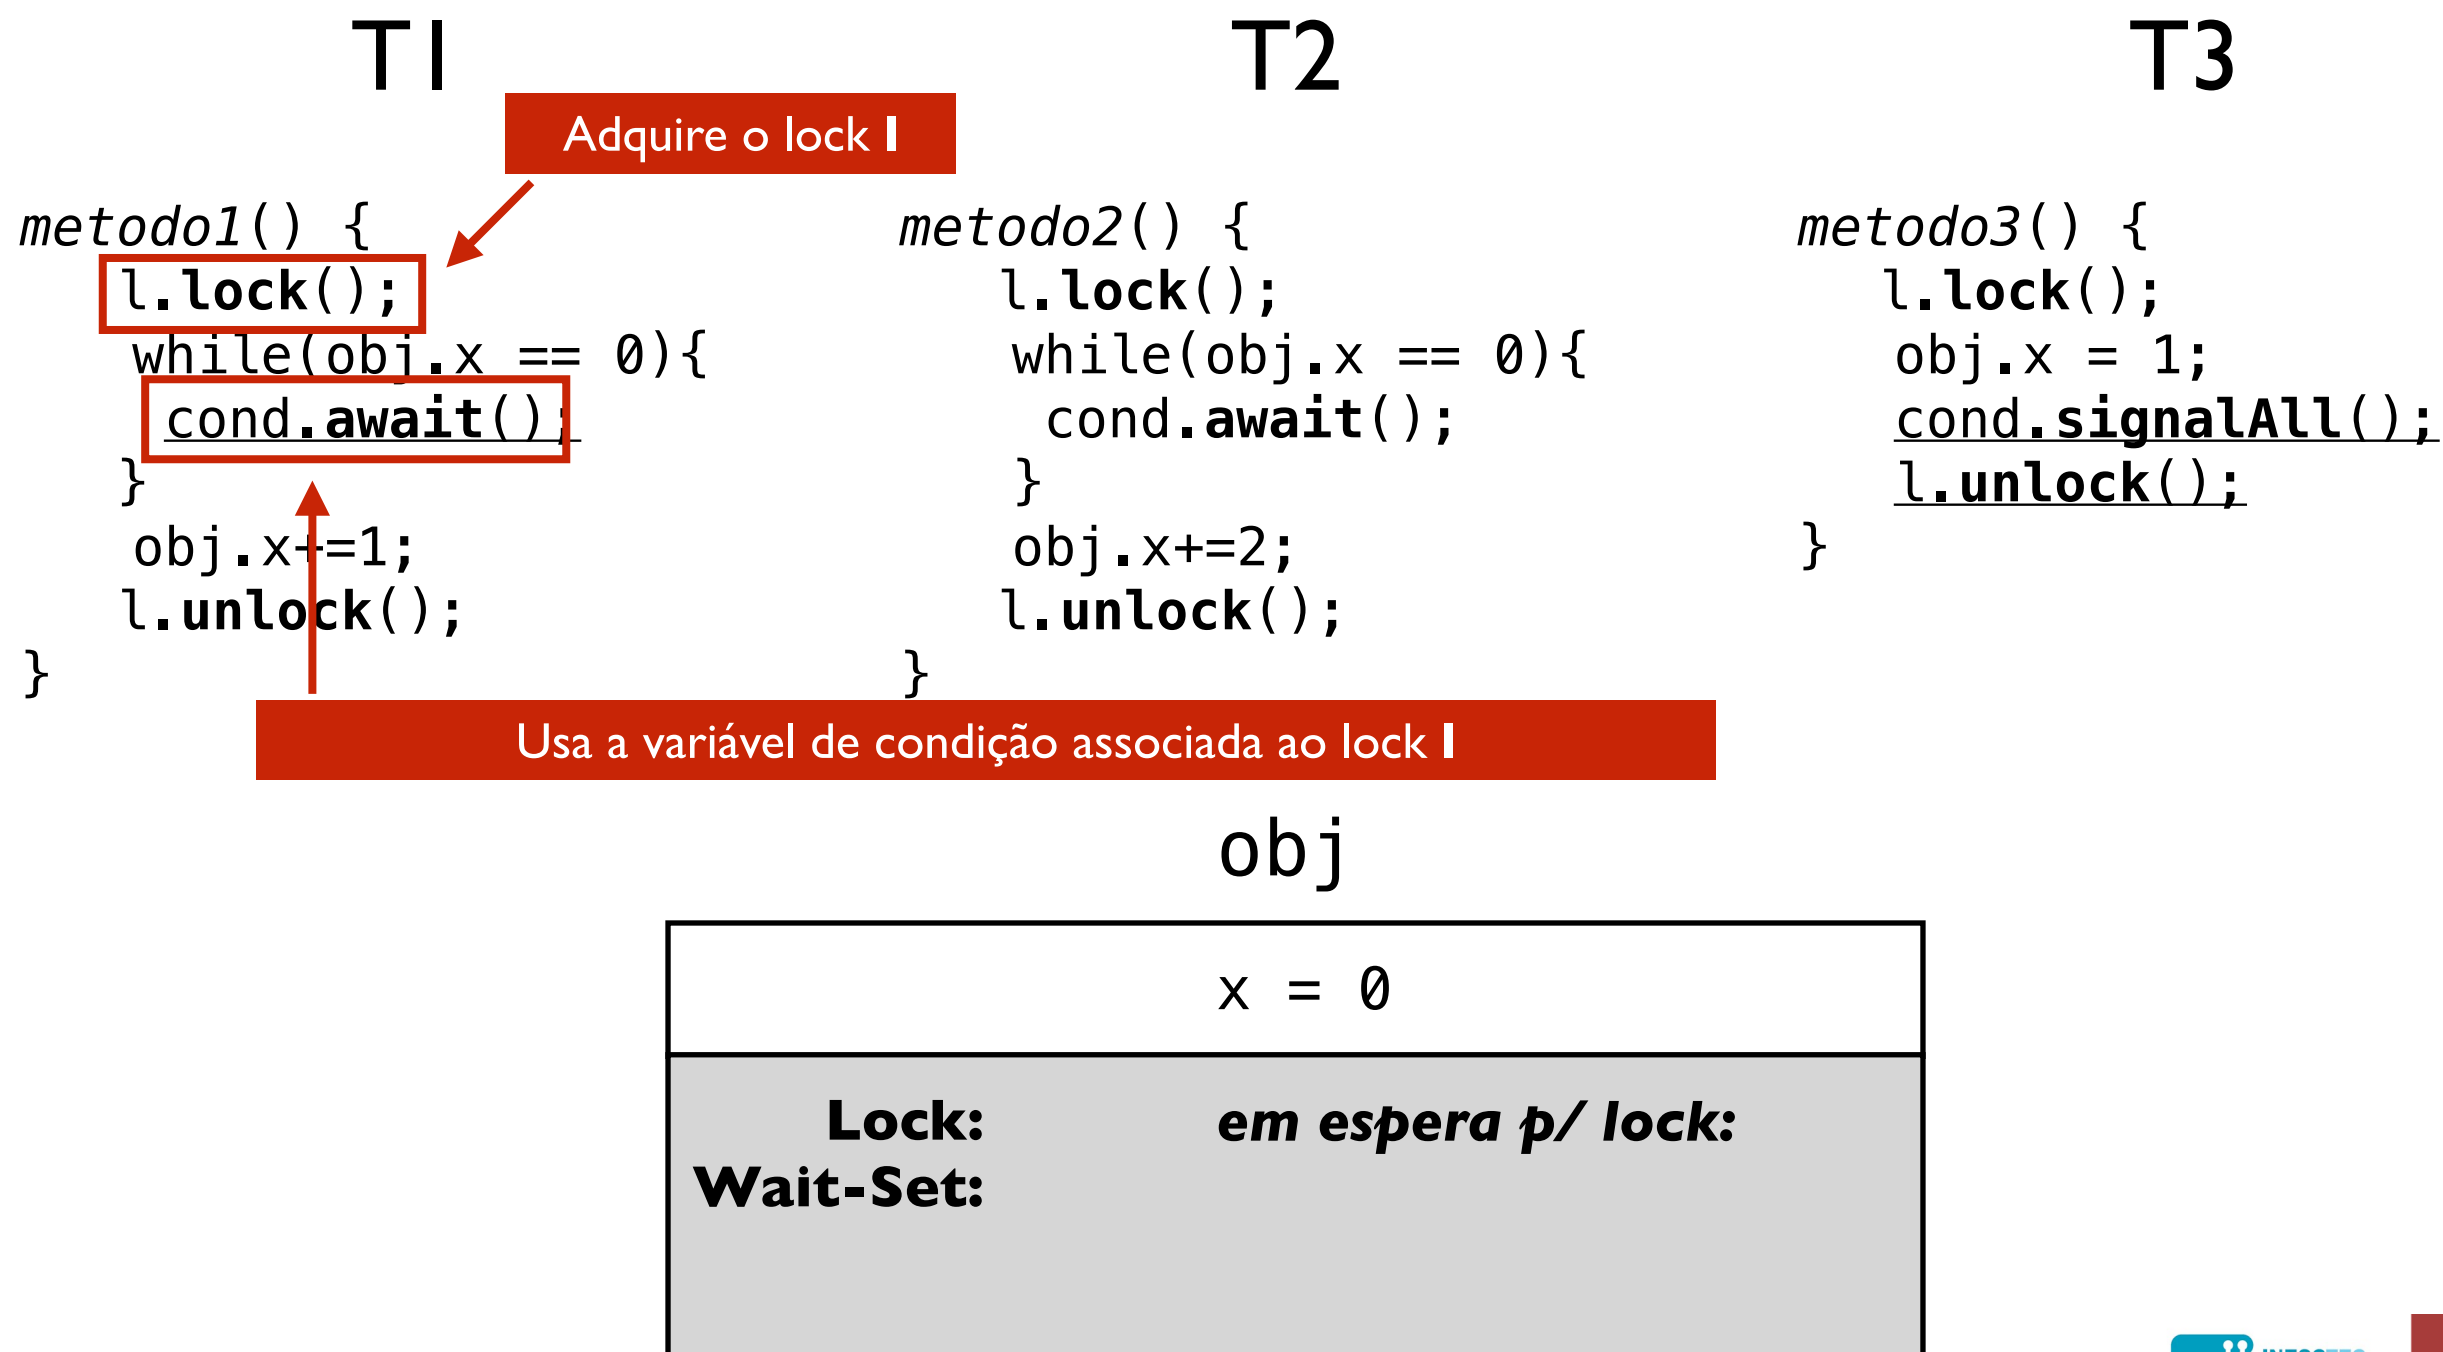 T1
T2
T3
Adquire o lock l
metodo1() {
l.lock();
while(obj.x == 0){
cond.await();
}
obj.x+=1;
l.unlock();
}
metodo2() {
l.lock();
while(obj.x == 0){
cond.await();
}
obj.x+=2;
l.unlock();
}
metodo3() {
l.lock();
obj.x = 1;
cond.signalAll();
l.unlock();
}
Usa a variável de condição associada ao lock l
obj
x = 0
Lock: em espera p/ lock:
Wait-Set: